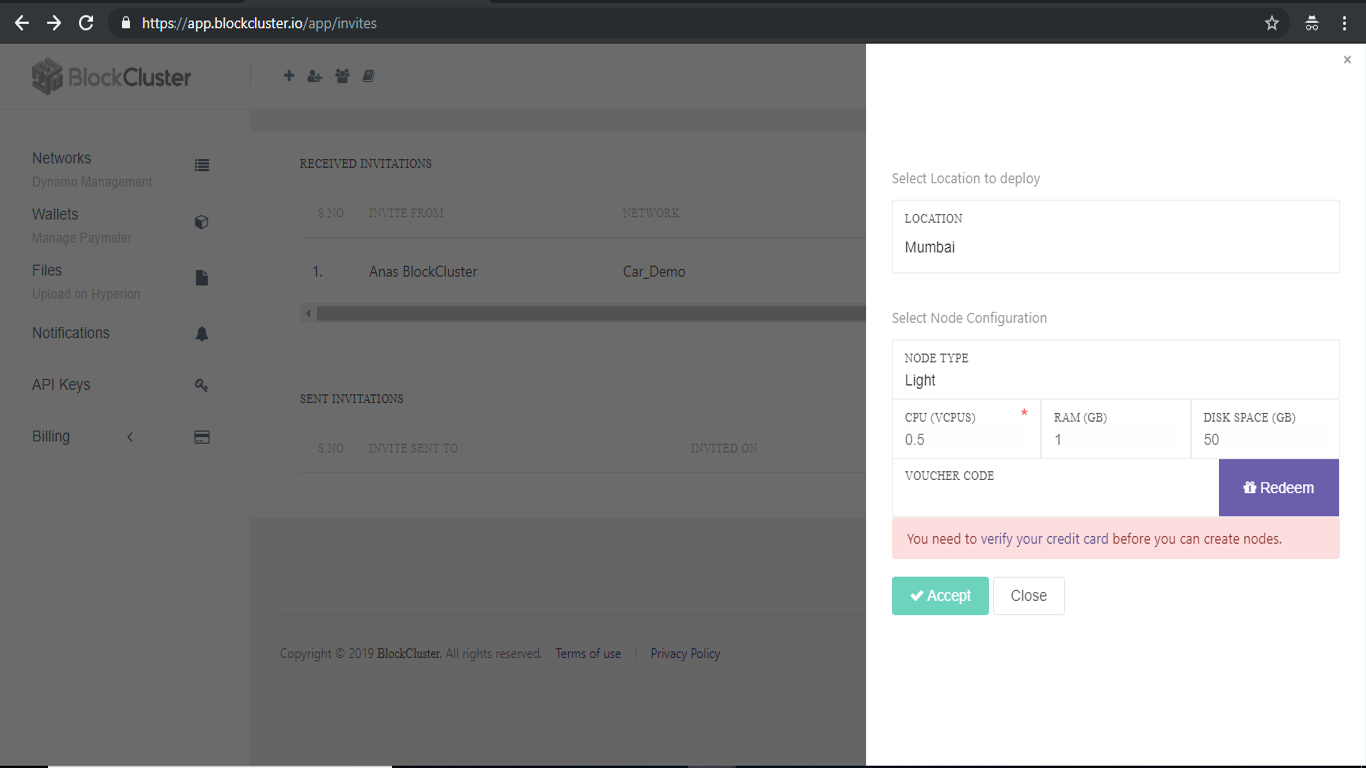 https://app.blockcluster.io/app/invites
BlockCluster
Networks
Dynamo Management
Wallets
Manage Paymeter
Files
Upload on Hyperion
Notifications
API Keys
Billing
RECEIVED INVITATIONS
S.NO INVITE FROM NETWORK
1. Anas BlockCluster Car_Demo
SENT INVITATIONS
S.NO INVITE SENT TO INVITED ON
Copyright © 2019 BlockCluster. All rights reserved. Terms of use | Privacy Policy
×
Select Location to deploy
LOCATION
Mumbai
Select Node Configuration
NODE TYPE
Light
CPU (VCPUS) * RAM (GB) DISK SPACE (GB)
0.5 1 50
VOUCHER CODE
Redeem
You need to verify your credit card before you can create nodes.
Accept Close